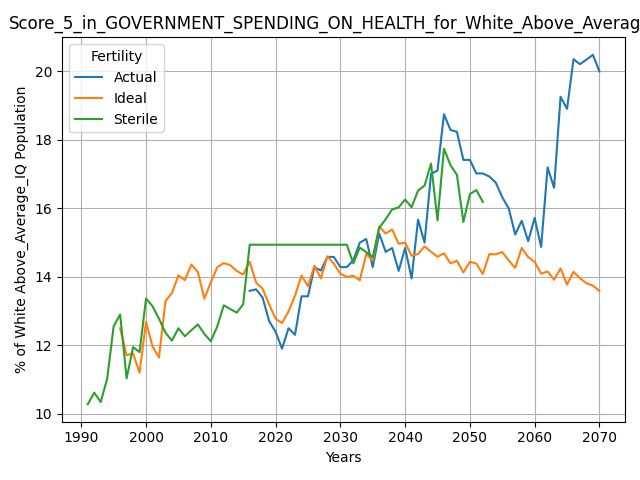 Score_5_in_GOVERNMENT_SPENDING_ON_HEALTH_for_White_Above_Averag
Fertility
Actual
Ideal
Sterile
% of White Above_Average_IQ Population
20
18
16
14
12
10
1990 2000 2010 2020 2030 2040 2050 2060 2070
Years